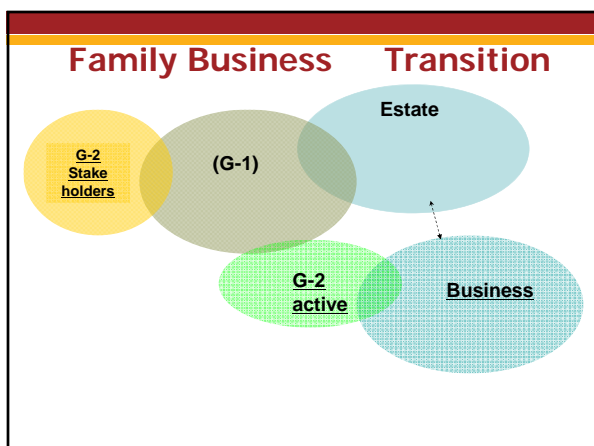 Family Business Transition
Estate
G-2
Stake
holders
(G-1)
G-2
active
Business